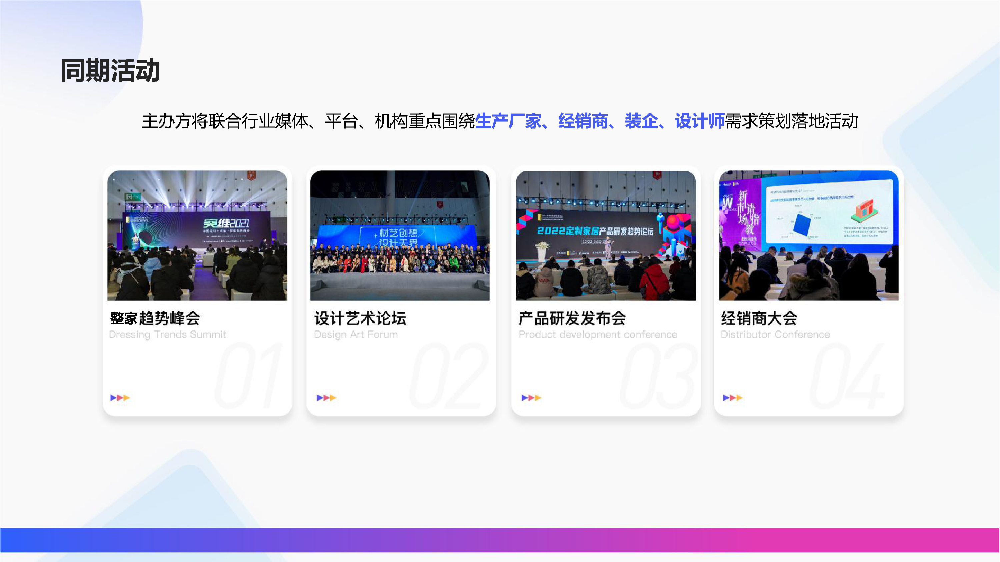 同期活动
主办方将联合行业媒体、平台、机构重点围绕生产厂家、经销商、装企、设计师需求策划落地活动
突维2021
材艺创想
设计无界
2022定制家居产品研发趋势论坛
新市场
请指教
整家趋势峰会
Dressing Trends Summit
01
设计艺术论坛
Design Art Forum
02
产品研发发布会
Product development conference
03
经销商大会
Distributor Conference
04